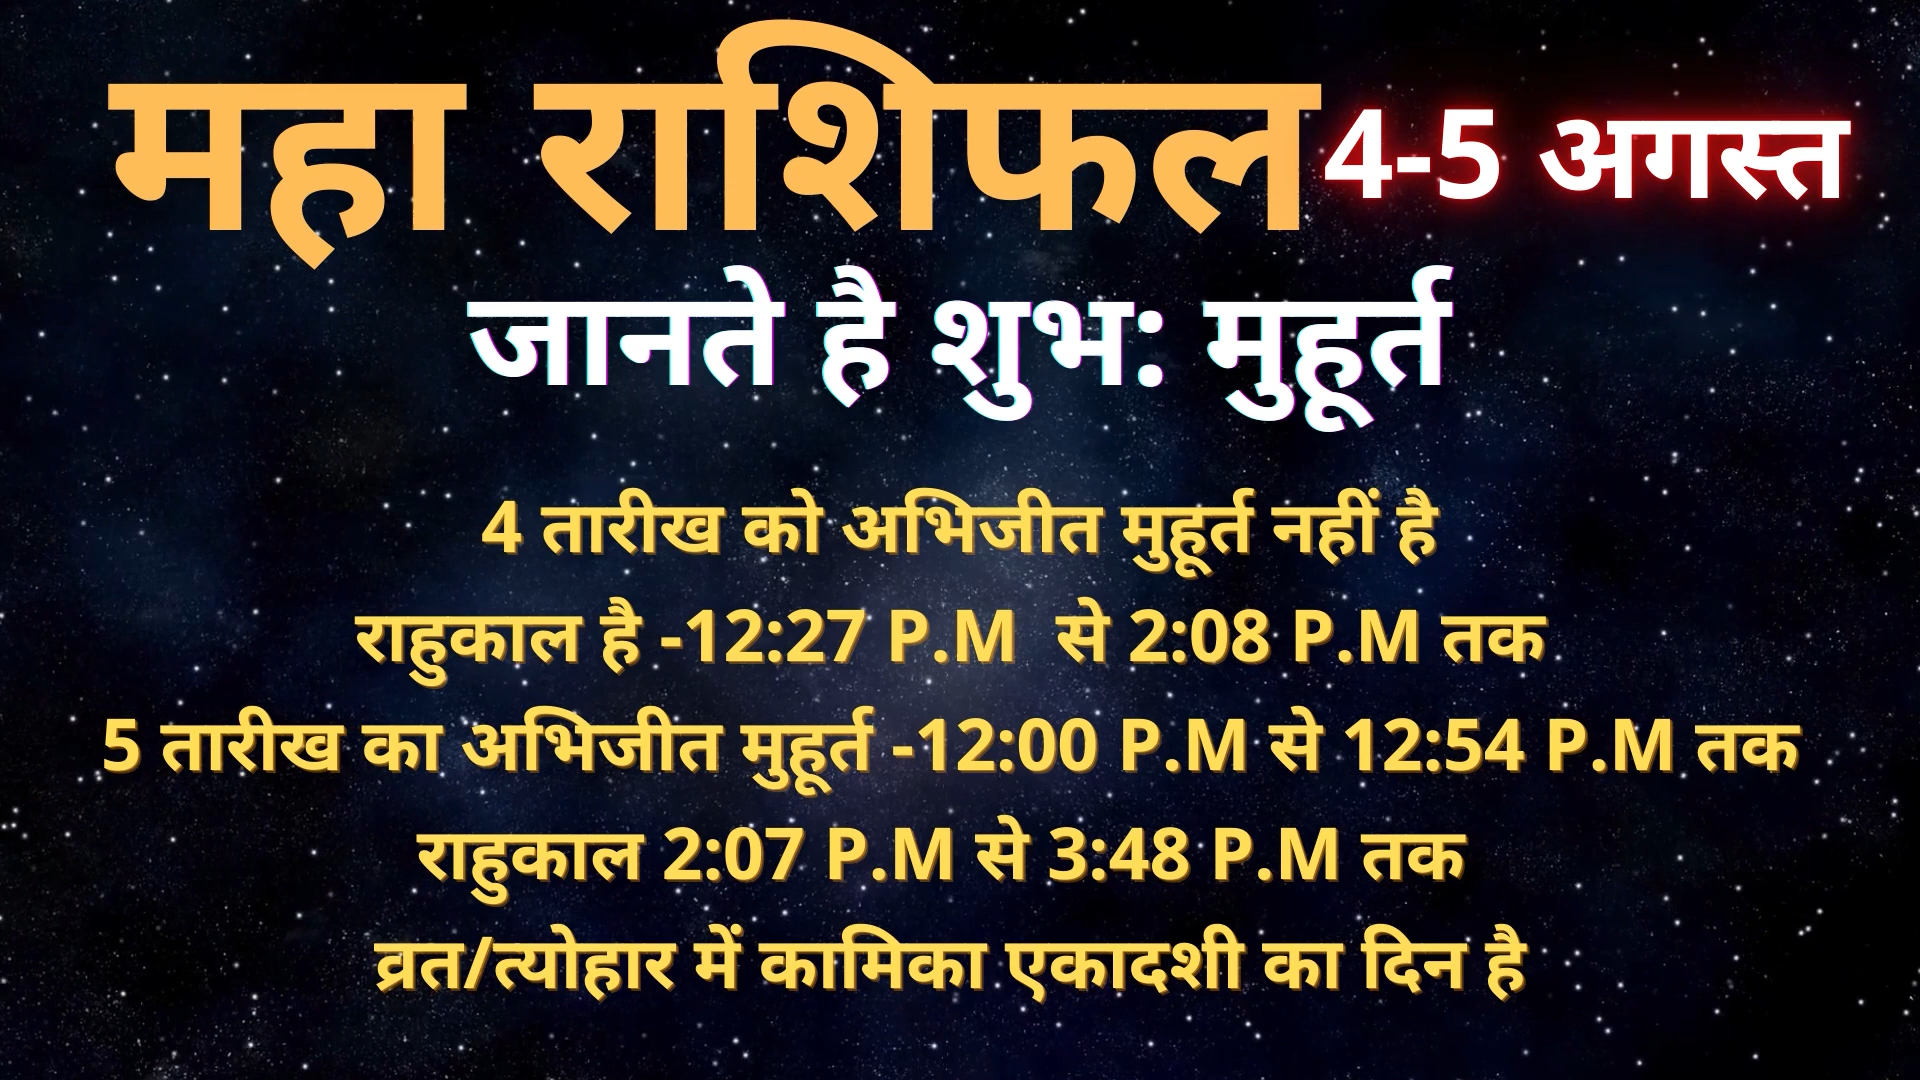 महा राशिफल 4-5 अगस्त
जानते है शुभ: मुहूर्त
4 तारीख को अभिजीत मुहूर्त नहीं है
राहुकाल है -12:27 P.M से 2:08 P.M तक
5 तारीख का अभिजीत मुहूर्त -12:00 P.M से 12:54 P.M तक
राहुकाल 2:07 P.M से 3:48 P.M तक
व्रत/त्योहार में कामिका एकादशी का दिन है